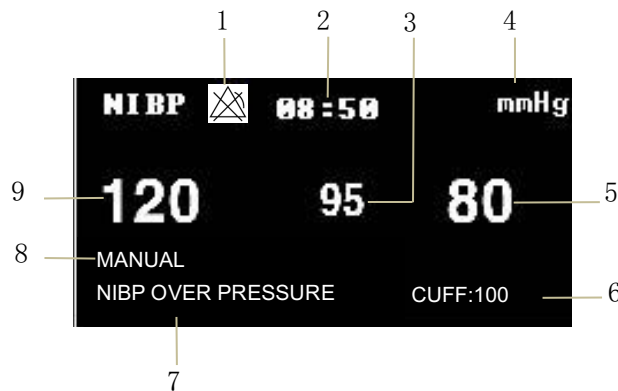 1 2 3 4
NIBP 08:50 mmHg
9 120 95 80 5
8 MANUAL
NIBP OVER PRESSURE CUFF:100 6
7